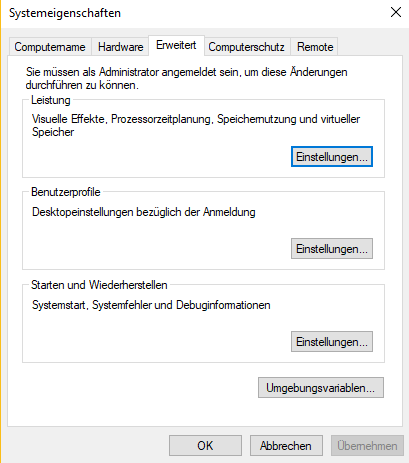 Systemeigenschaften
Computername Hardware Erweitert Computerschutz Remote
Sie müssen als Administrator angemeldet sein, um diese Änderungen
durchführen zu können.
Leistung
Visuelle Effekte, Prozessorzeitplanung, Speichernutzung und virtueller
Speicher
Einstellungen...
Benutzerprofile
Desktopeinstellungen bezüglich der Anmeldung
Einstellungen...
Starten und Wiederherstellen
Systemstart, Systemfehler und Debuginformationen
Einstellungen...
Umgebungsvariablen...
OK Abbrechen Übernehmen